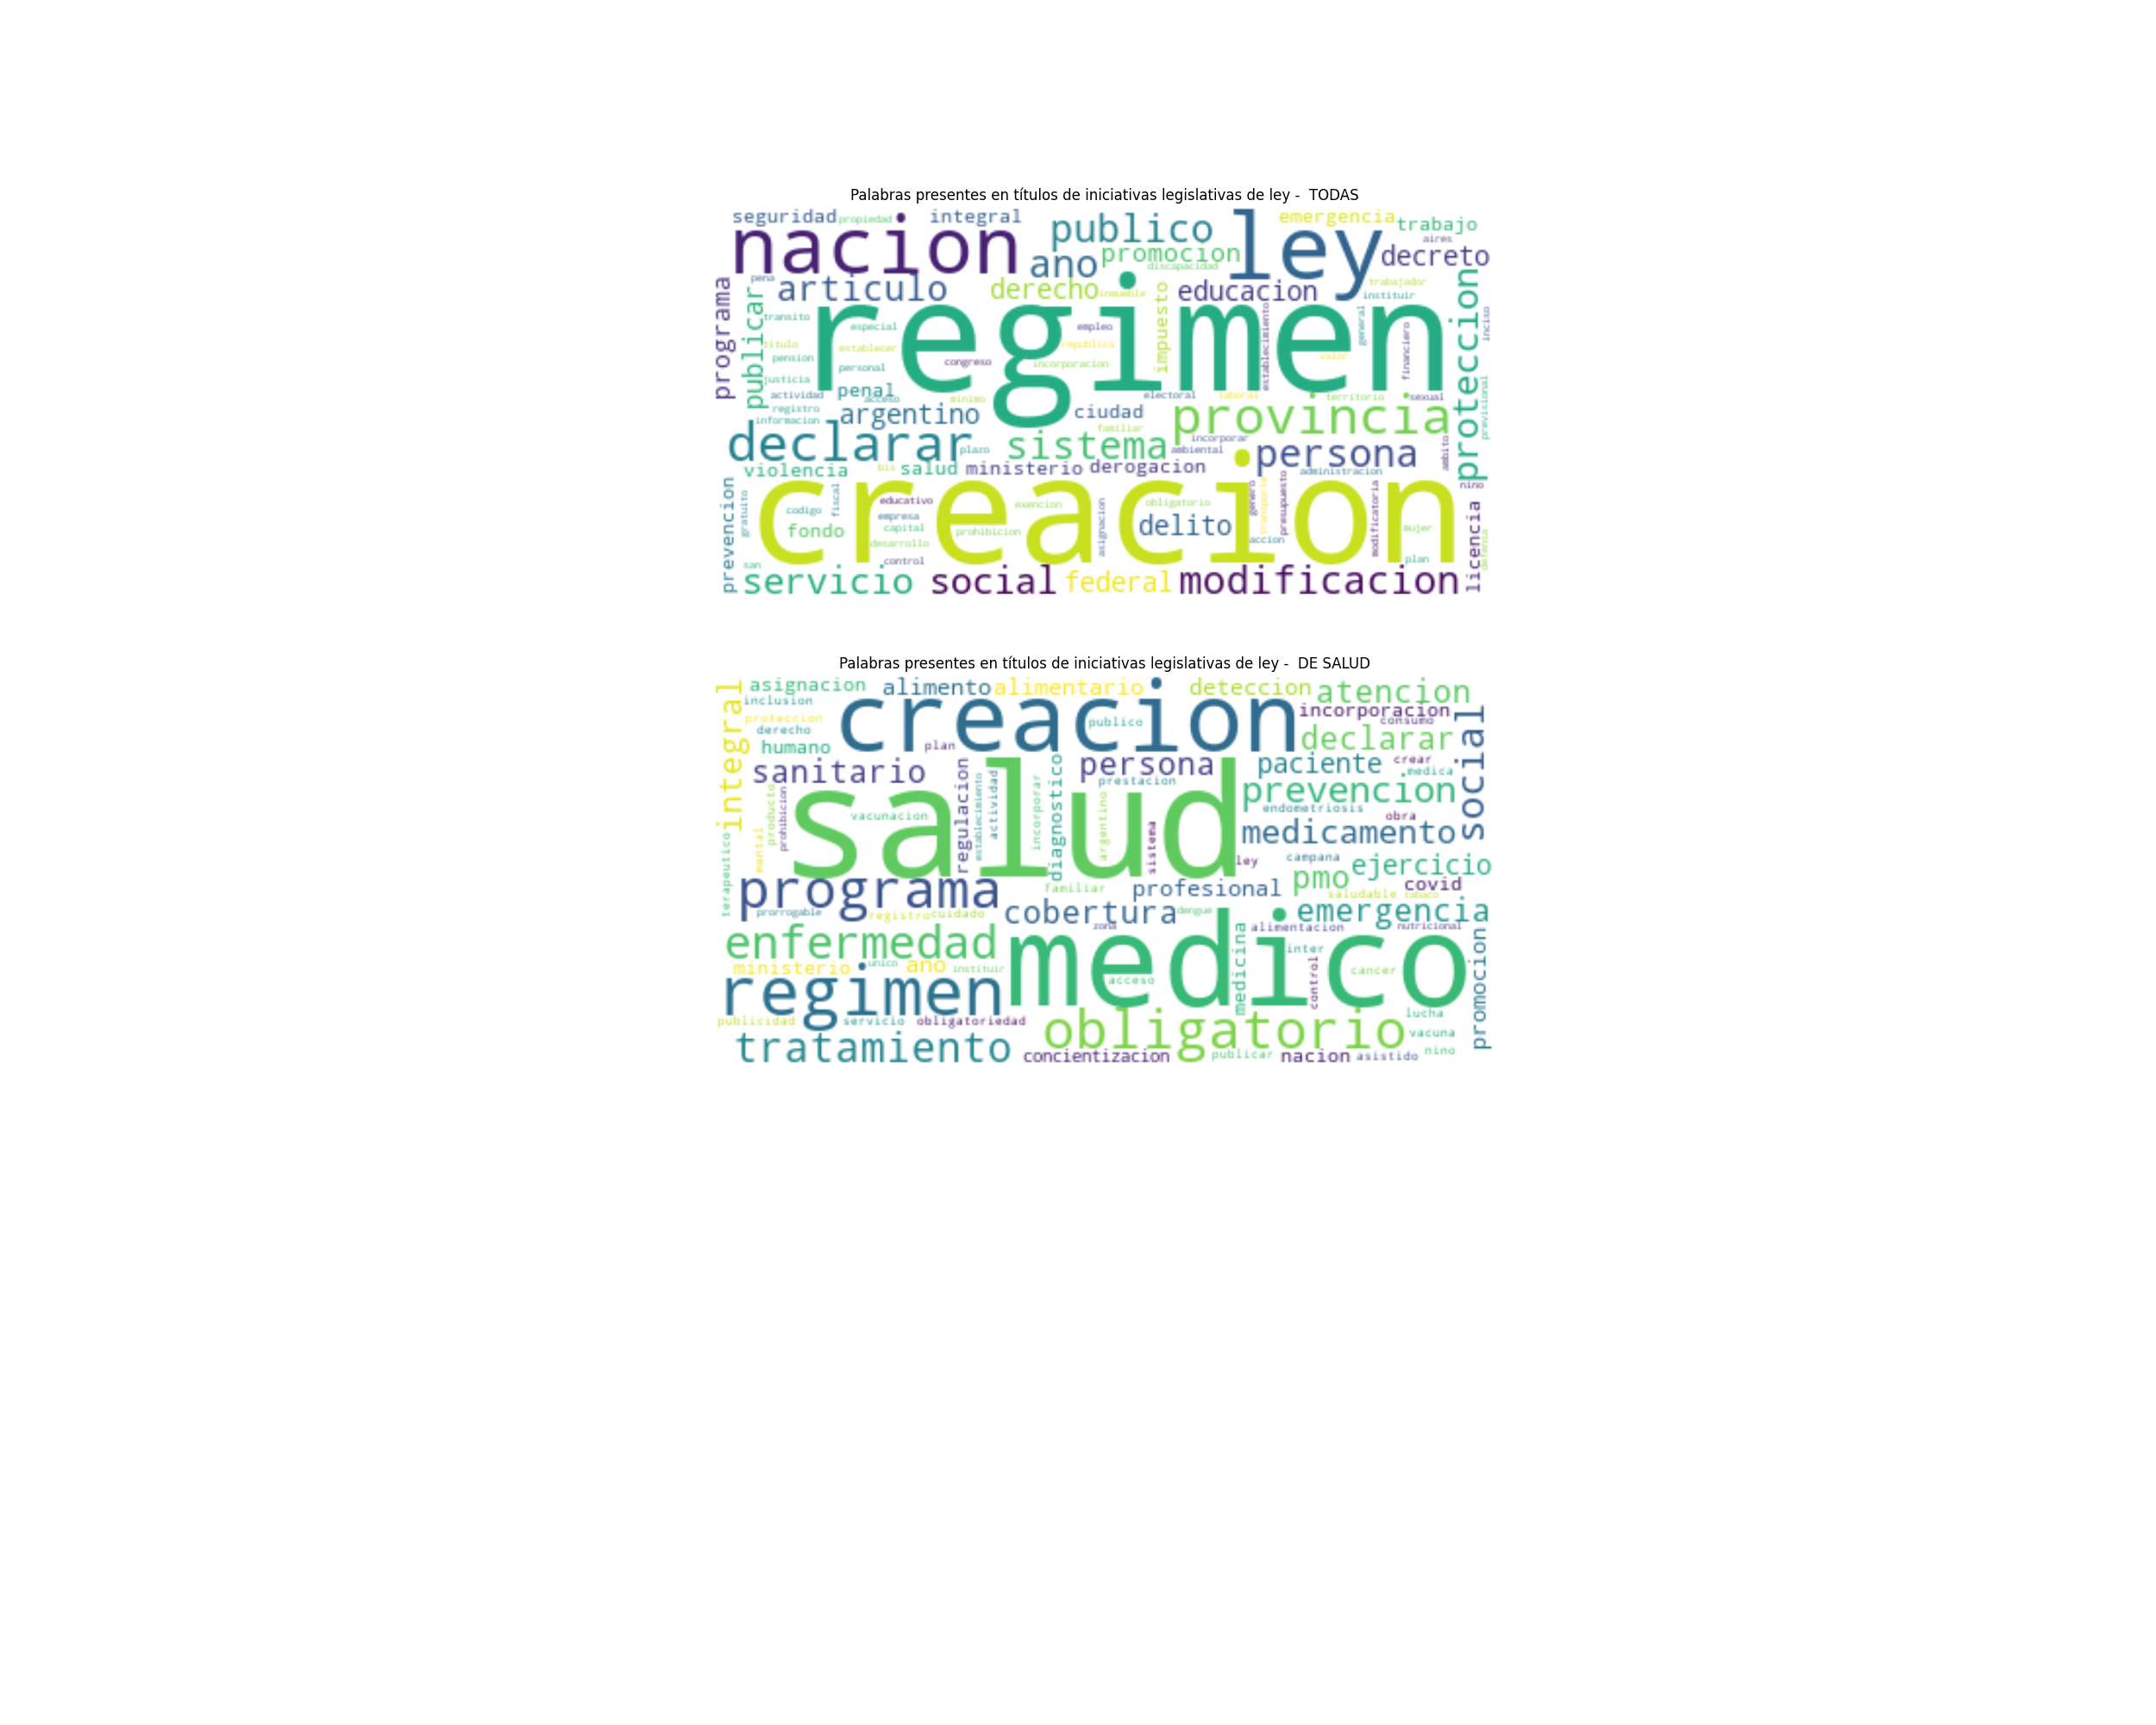 Palabras presentes en títulos de iniciativas legislativas de ley -  TODAS
seguridad propiedad integral emergencia
nacion publico ley trabajo
aires
promocion decreto
ano discapacidad
pena articulo derecho inmueble educacion trabajador
instituir
programa publicar impuesto proteccion
transito especial regimen empleo establecimiento general financiero inciso
titulo establecer republica valor
pension personal congreso incorporacion
justicia
actividad penal acceso minimo electoral laboral territorio sexual previsional
registro argentino ciudad provincia
informacion familiar
declarar plazo sistema incorporar ambiental persona ambito
violencia bis salud ministerio derogacion administracion
prevencion gratuito creacion nino
codigo fiscal educativo exencion asignacion obligatorio genero transporte presupuesto modificatoria licencia
fondo empresa capital prohibicion delito mujer defensa
desarrollo accion
san control plan
servicio social federal modificacion
Palabras presentes en títulos de iniciativas legislativas de ley -  DE SALUD
asignacion alimento alimentario deteccion atencion
integral inclusion creacion incorporacion social
proteccion publico consumo
derecho declarar
humano plan
sanitario persona paciente crear
medica
producto prohibicion salud regulacion establecimiento actividad diagnostico prestacion prevencion
vacunacion incorporar argentino sistema endometriosis
obra
terapeutico mental medicamento
ley campana ejercicio
programa familiar profesional pmo covid
saludable tabaco
prorrogable registro cuidado cobertura dengue emergencia
enfermedad zona alimentacion nutricional
medico medicina inter promocion
ministerio unico ano instituir control cancer
regimen acceso
publicidad servicio obligatoriedad obligatorio lucha
vacuna
tratamiento concientizacion publicar nacion asistido nino